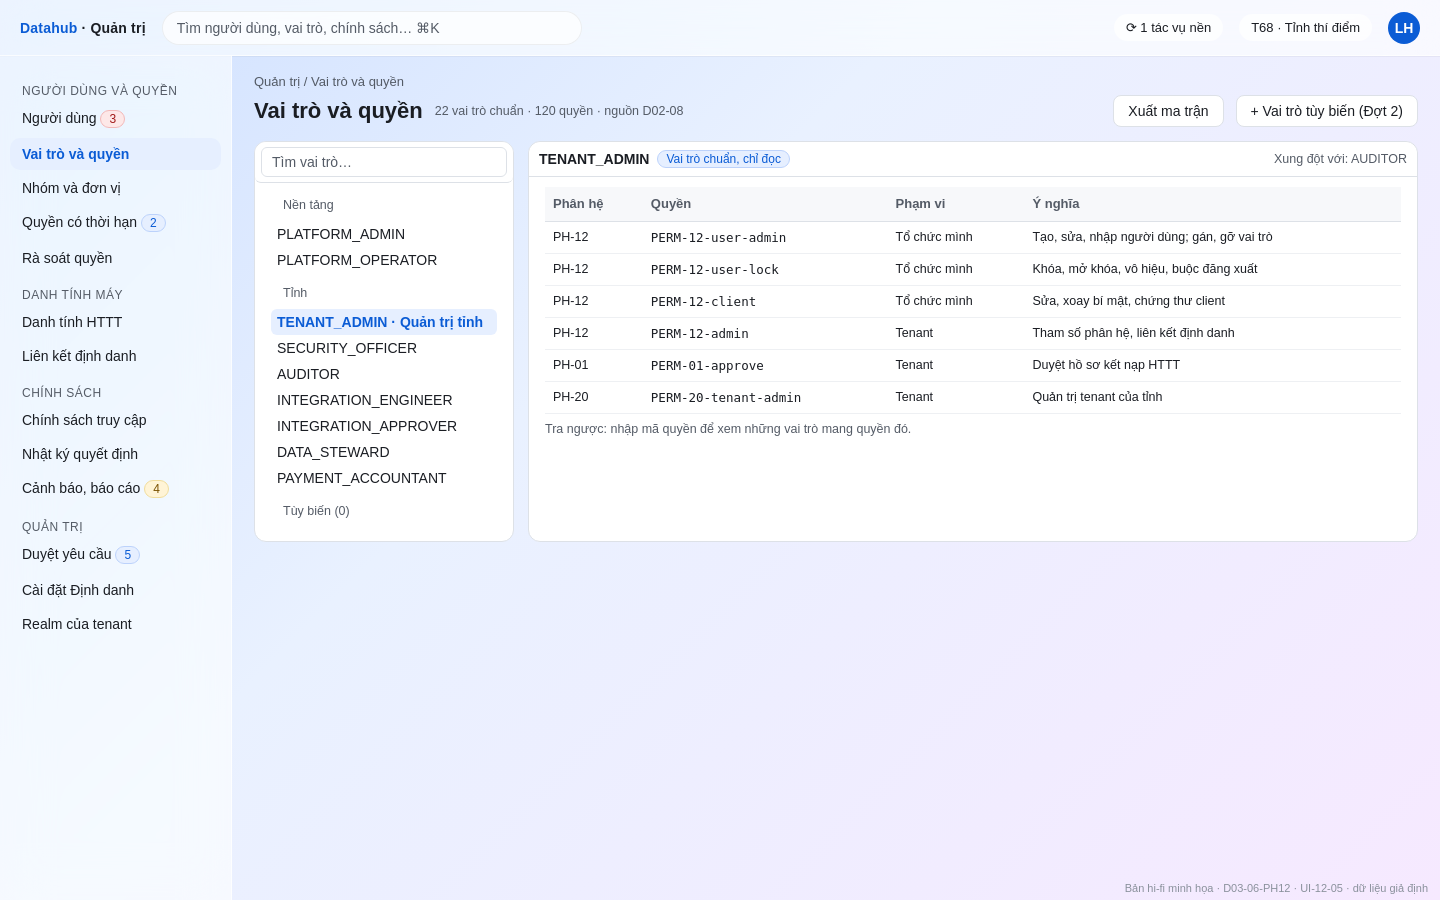 Datahub · Quản trị
Tìm người dùng, vai trò, chính sách… ⌘K
⟳ 1 tác vụ nền
T68 · Tỉnh thí điểm
LH
NGƯỜI DÙNG VÀ QUYỀN
Người dùng 3
Vai trò và quyền
Nhóm và đơn vị
Quyền có thời hạn 2
Rà soát quyền
DANH TÍNH MÁY
Danh tính HTTT
Liên kết định danh
CHÍNH SÁCH
Chính sách truy cập
Nhật ký quyết định
Cảnh báo, báo cáo 4
QUẢN TRỊ
Duyệt yêu cầu 5
Cài đặt Định danh
Realm của tenant
Quản trị / Vai trò và quyền
Vai trò và quyền
22 vai trò chuẩn · 120 quyền · nguồn D02-08
Xuất ma trận
+ Vai trò tùy biến (Đợt 2)
Tìm vai trò…
Nền tảng
PLATFORM_ADMIN
PLATFORM_OPERATOR
Tỉnh
TENANT_ADMIN · Quản trị tỉnh
SECURITY_OFFICER
AUDITOR
INTEGRATION_ENGINEER
INTEGRATION_APPROVER
DATA_STEWARD
PAYMENT_ACCOUNTANT
Tùy biến (0)
TENANT_ADMIN Vai trò chuẩn, chỉ đọc
Xung đột với: AUDITOR
Phân hệ Quyền Phạm vi Ý nghĩa
PH-12 PERM-12-user-admin Tổ chức mình Tạo, sửa, nhập người dùng; gán, gỡ vai trò
PH-12 PERM-12-user-lock Tổ chức mình Khóa, mở khóa, vô hiệu, buộc đăng xuất
PH-12 PERM-12-client Tổ chức mình Sửa, xoay bí mật, chứng thư client
PH-12 PERM-12-admin Tenant Tham số phân hệ, liên kết định danh
PH-01 PERM-01-approve Tenant Duyệt hồ sơ kết nạp HTTT
PH-20 PERM-20-tenant-admin Tenant Quản trị tenant của tỉnh
Tra ngược: nhập mã quyền để xem những vai trò mang quyền đó.
Bản hi-fi minh họa · D03-06-PH12 · UI-12-05 · dữ liệu giả định